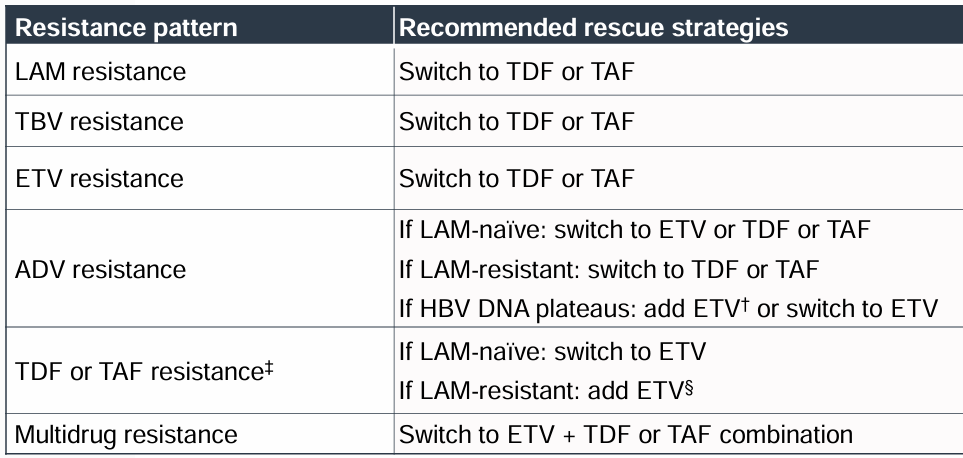 Resistance pattern Recommended rescue strategies
LAM resistance Switch to TDF or TAF
TBV resistance Switch to TDF or TAF
ETV resistance Switch to TDF or TAF
ADV resistance
If LAM-naïve: switch to ETV or TDF or TAF
If LAM-resistant: switch to TDF or TAF
If HBV DNA plateaus: add ETV† or switch to ETV
TDF or TAF resistance‡
If LAM-naïve: switch to ETV
If LAM-resistant: add ETV§
Multidrug resistance Switch to ETV + TDF or TAF combination